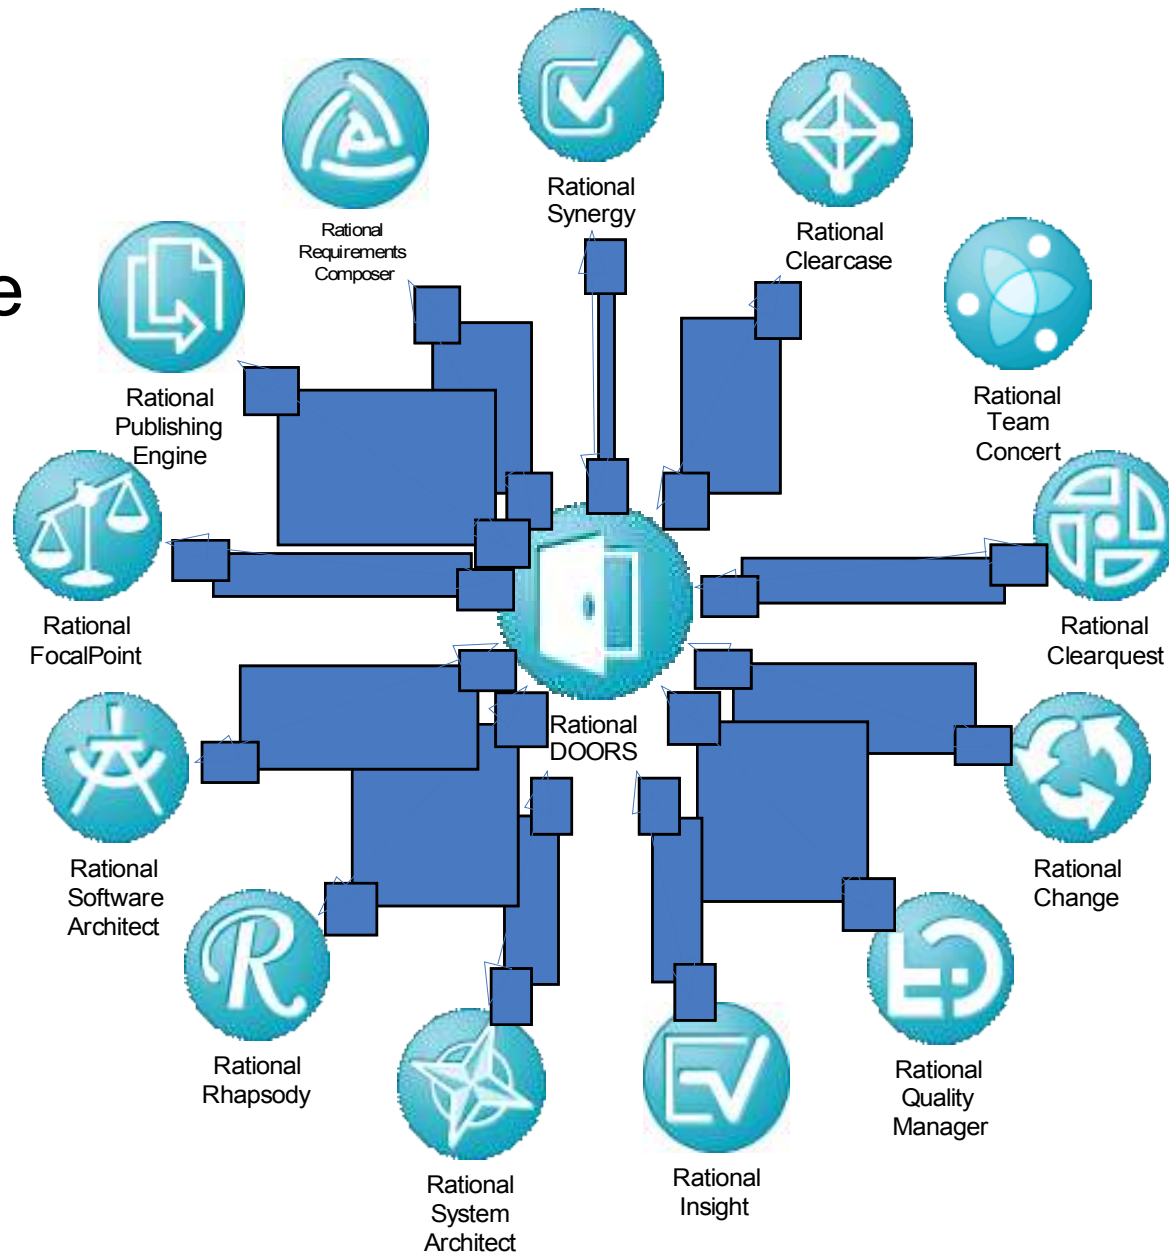 Rational
Synergy
Rational
Clearcase
Rational
Requirements
Composer
e
Rational
Publishing
Engine
Rational
Team
Concert
Rational
FocalPoint
Rational
Clearquest
Rational
DOORS
Rational
Software
Architect
Rational
Change
R
Rational
Rhapsody
Rational
Quality
Manager
Rational
System
Architect
Rational
Insight